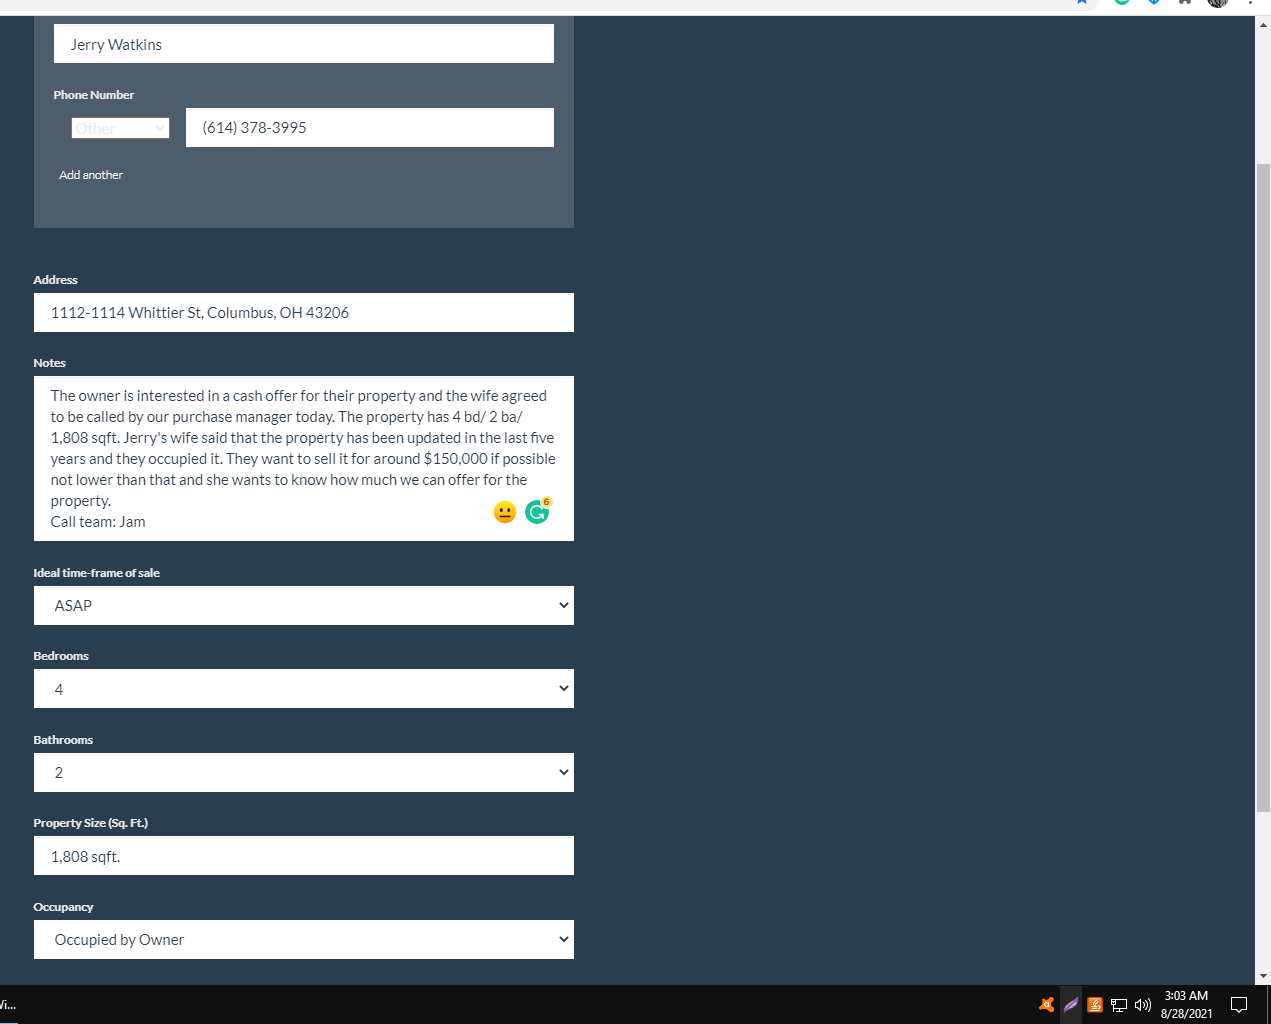 Jerry Watkins
Phone Number
Other
(614) 378-3995
Add another
Address
1112-1114 Whittier St, Columbus, OH 43206
Notes
The owner is interested in a cash offer for their property and the wife agreed
to be called by our purchase manager today. The property has 4 bd/ 2 ba/
1,808 sqft. Jerry's wife said that the property has been updated in the last five
years and they occupied it. They want to sell it for around $150,000 if possible
not lower than that and she wants to know how much we can offer for the
property.
6
Call team: Jam
Ideal time-frame of sale
ASAP
Bedrooms
4
Bathrooms
2
Property Size (Sq. Ft.)
1,808 sqft.
Occupancy
Occupied by Owner
3:03 AM
8/28/2021